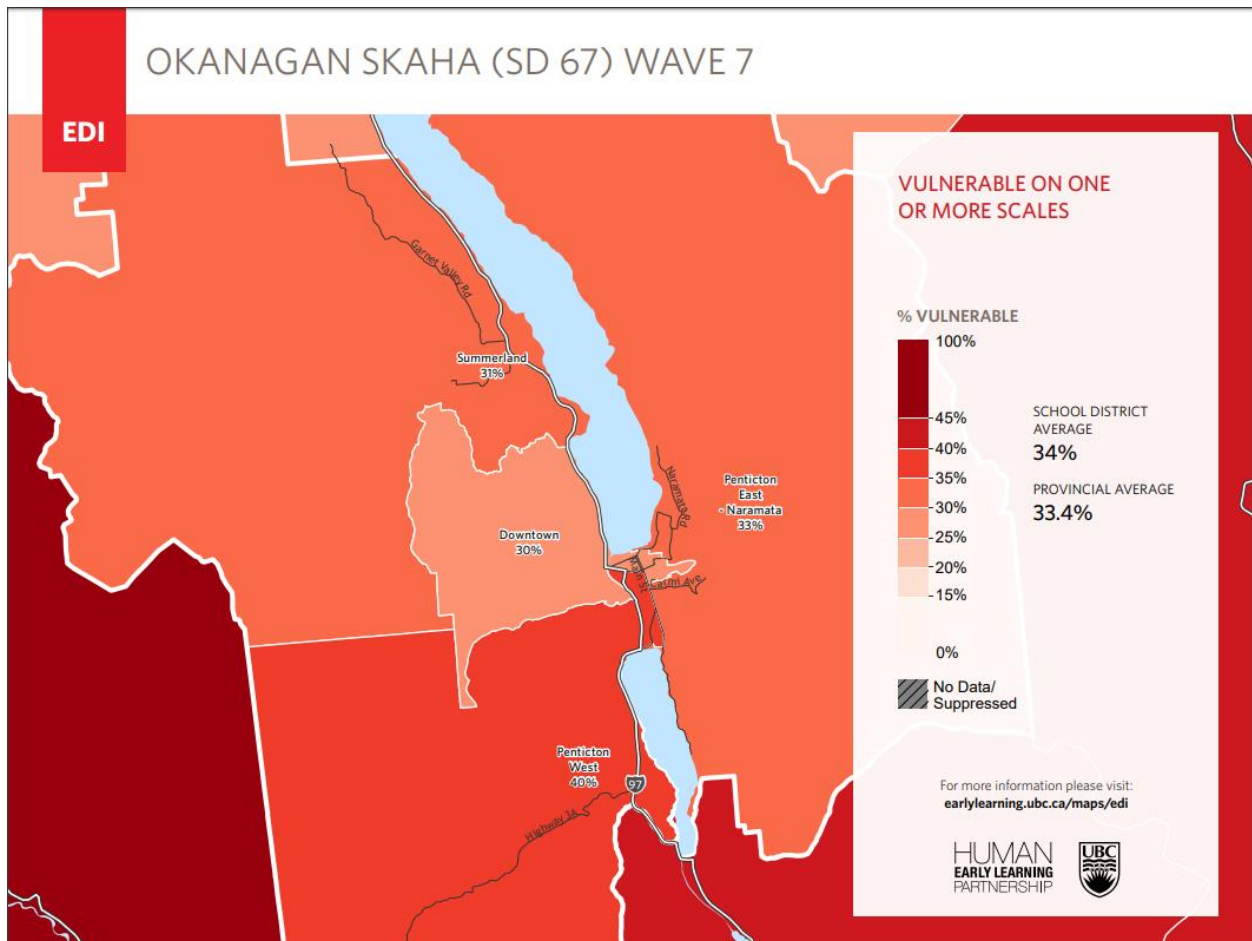 OKANAGAN SKAHA (SD 67) WAVE 7
EDI
VULNERABLE ON ONE
OR MORE SCALES
% VULNERABLE
100%
45%
40%
35%
30%
25%
20%
15%
0%
No Data/
Suppressed
SCHOOL DISTRICT
AVERAGE
34%
PROVINCIAL AVERAGE
33.4%
Garnet Valley Rd
Summerland
31%
Naramata Rd
Penticton
East
- Naramata
33%
Downtown
30%
Main St
Carmi Ave
Penticton
West
40%
97
Highway 3A
For more information please visit:
earlylearning.ubc.ca/maps/edi
HUMAN
EARLY LEARNING
PARTNERSHIP
UBC